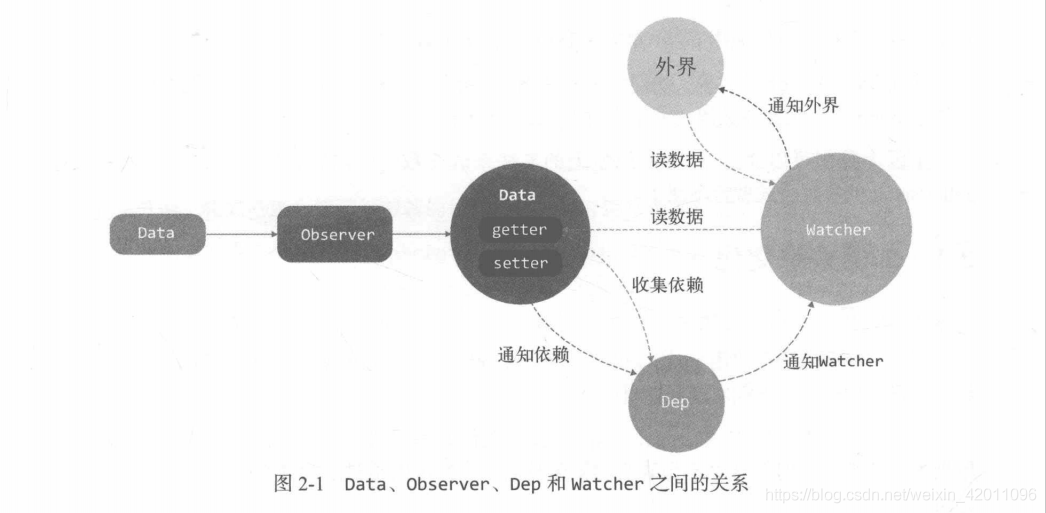 外界
通知外界
读数据
Data
读数据
getter
Data
Observer
Watcher
setter
收集依赖
通知依赖
通知Watcher
Dep
图 2-1 Data、Observer、Dep 和 Watcher 之间的关系
https://blog.csdn.net/weixin_42011096